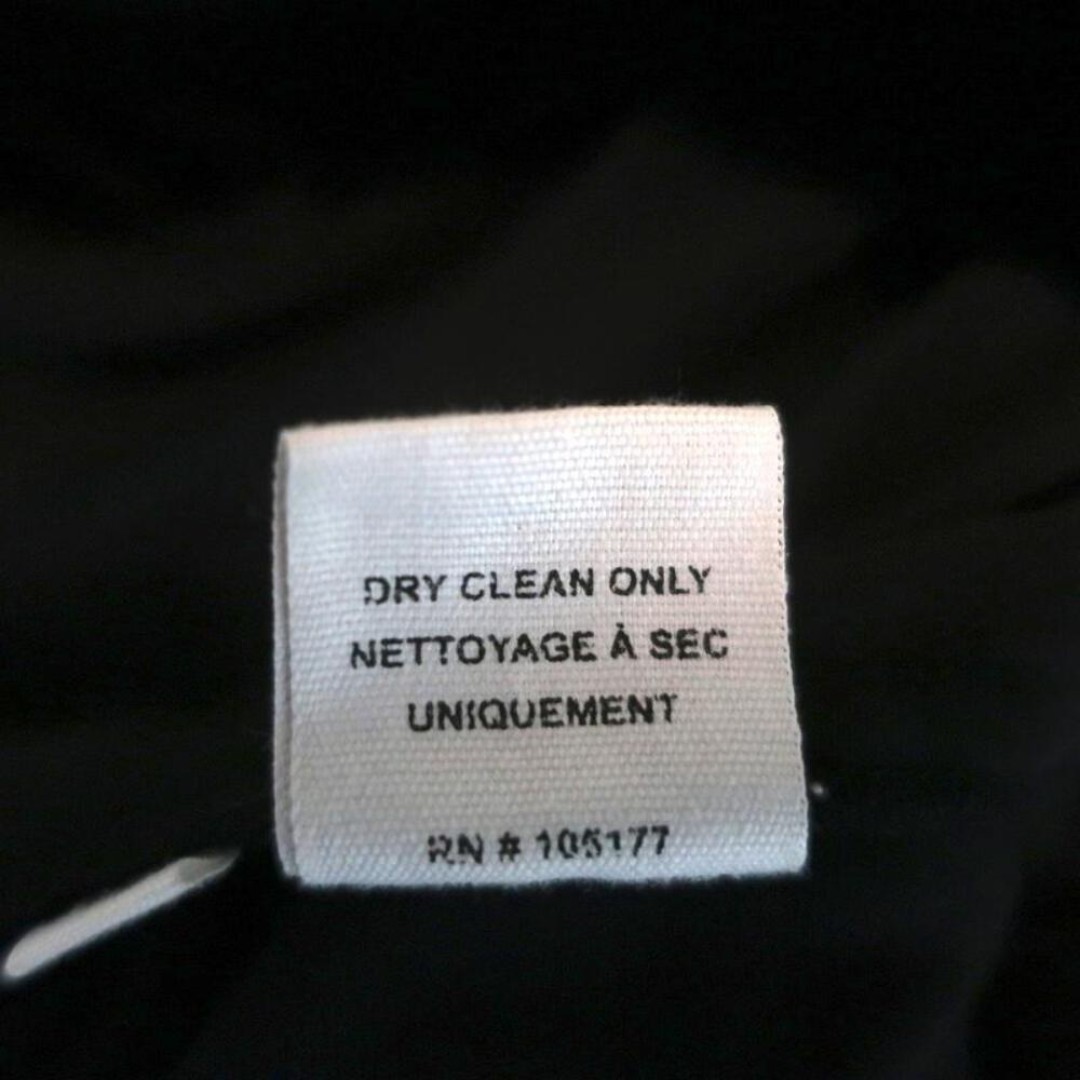 DRY CLEAN ONLY
NETTOYAGE À SEC
UNIQUEMENT
RN # 105177